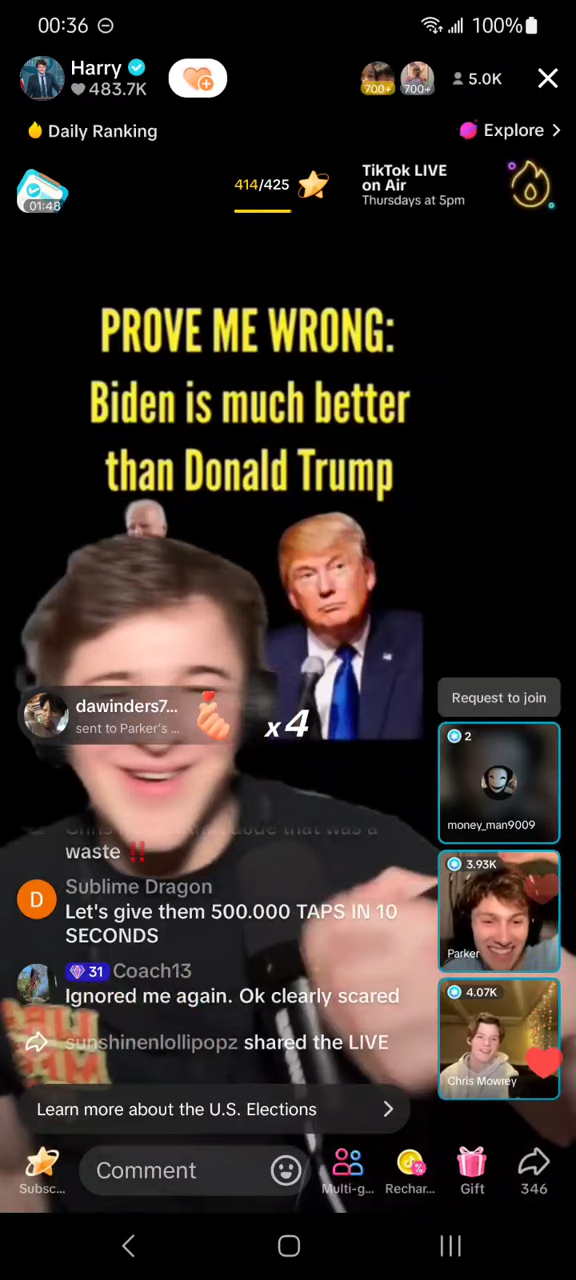 00:36
100%
Harry
483.7K
700+
700+
5.0K
Daily Ranking
Explore >
01:48
414/425
TikTok LIVE
on Air
Thursdays at 5pm
PROVE ME WRONG:
Biden is much better
than Donald Trump
dawinders7...
sent to Parker's ...
x4
Request to join
2
money_man9009
3.93K
Parker
4.07K
Chris Mowrey
that was a
waste ‼️
D
Sublime Dragon
Let's give them 500.000 TAPS IN 10
SECONDS
31 Coach13
Ignored me again. Ok clearly scared
sunshinenlollipopz shared the LIVE
Learn more about the U.S. Elections
Subsc...
Comment
Multi-g...
Rechar...
Gift
346